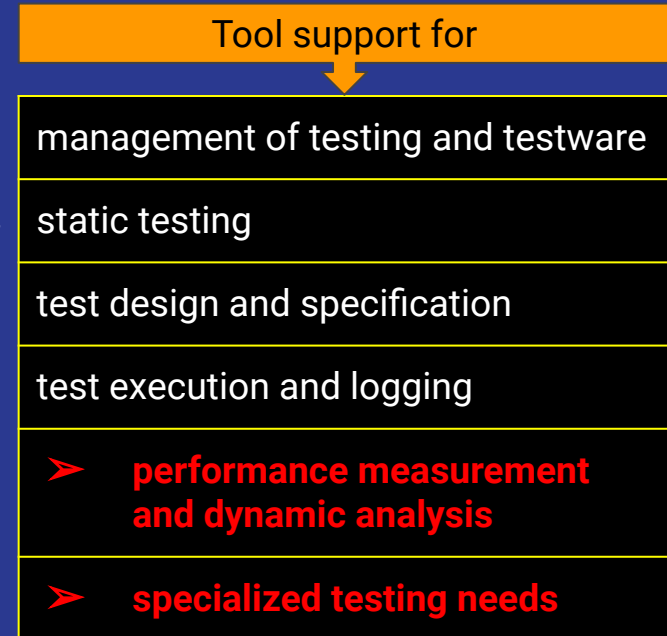 Tool support for
management of testing and testware
static testing
test design and specification
test execution and logging
➢ performance measurement
and dynamic analysis
➢ specialized testing needs